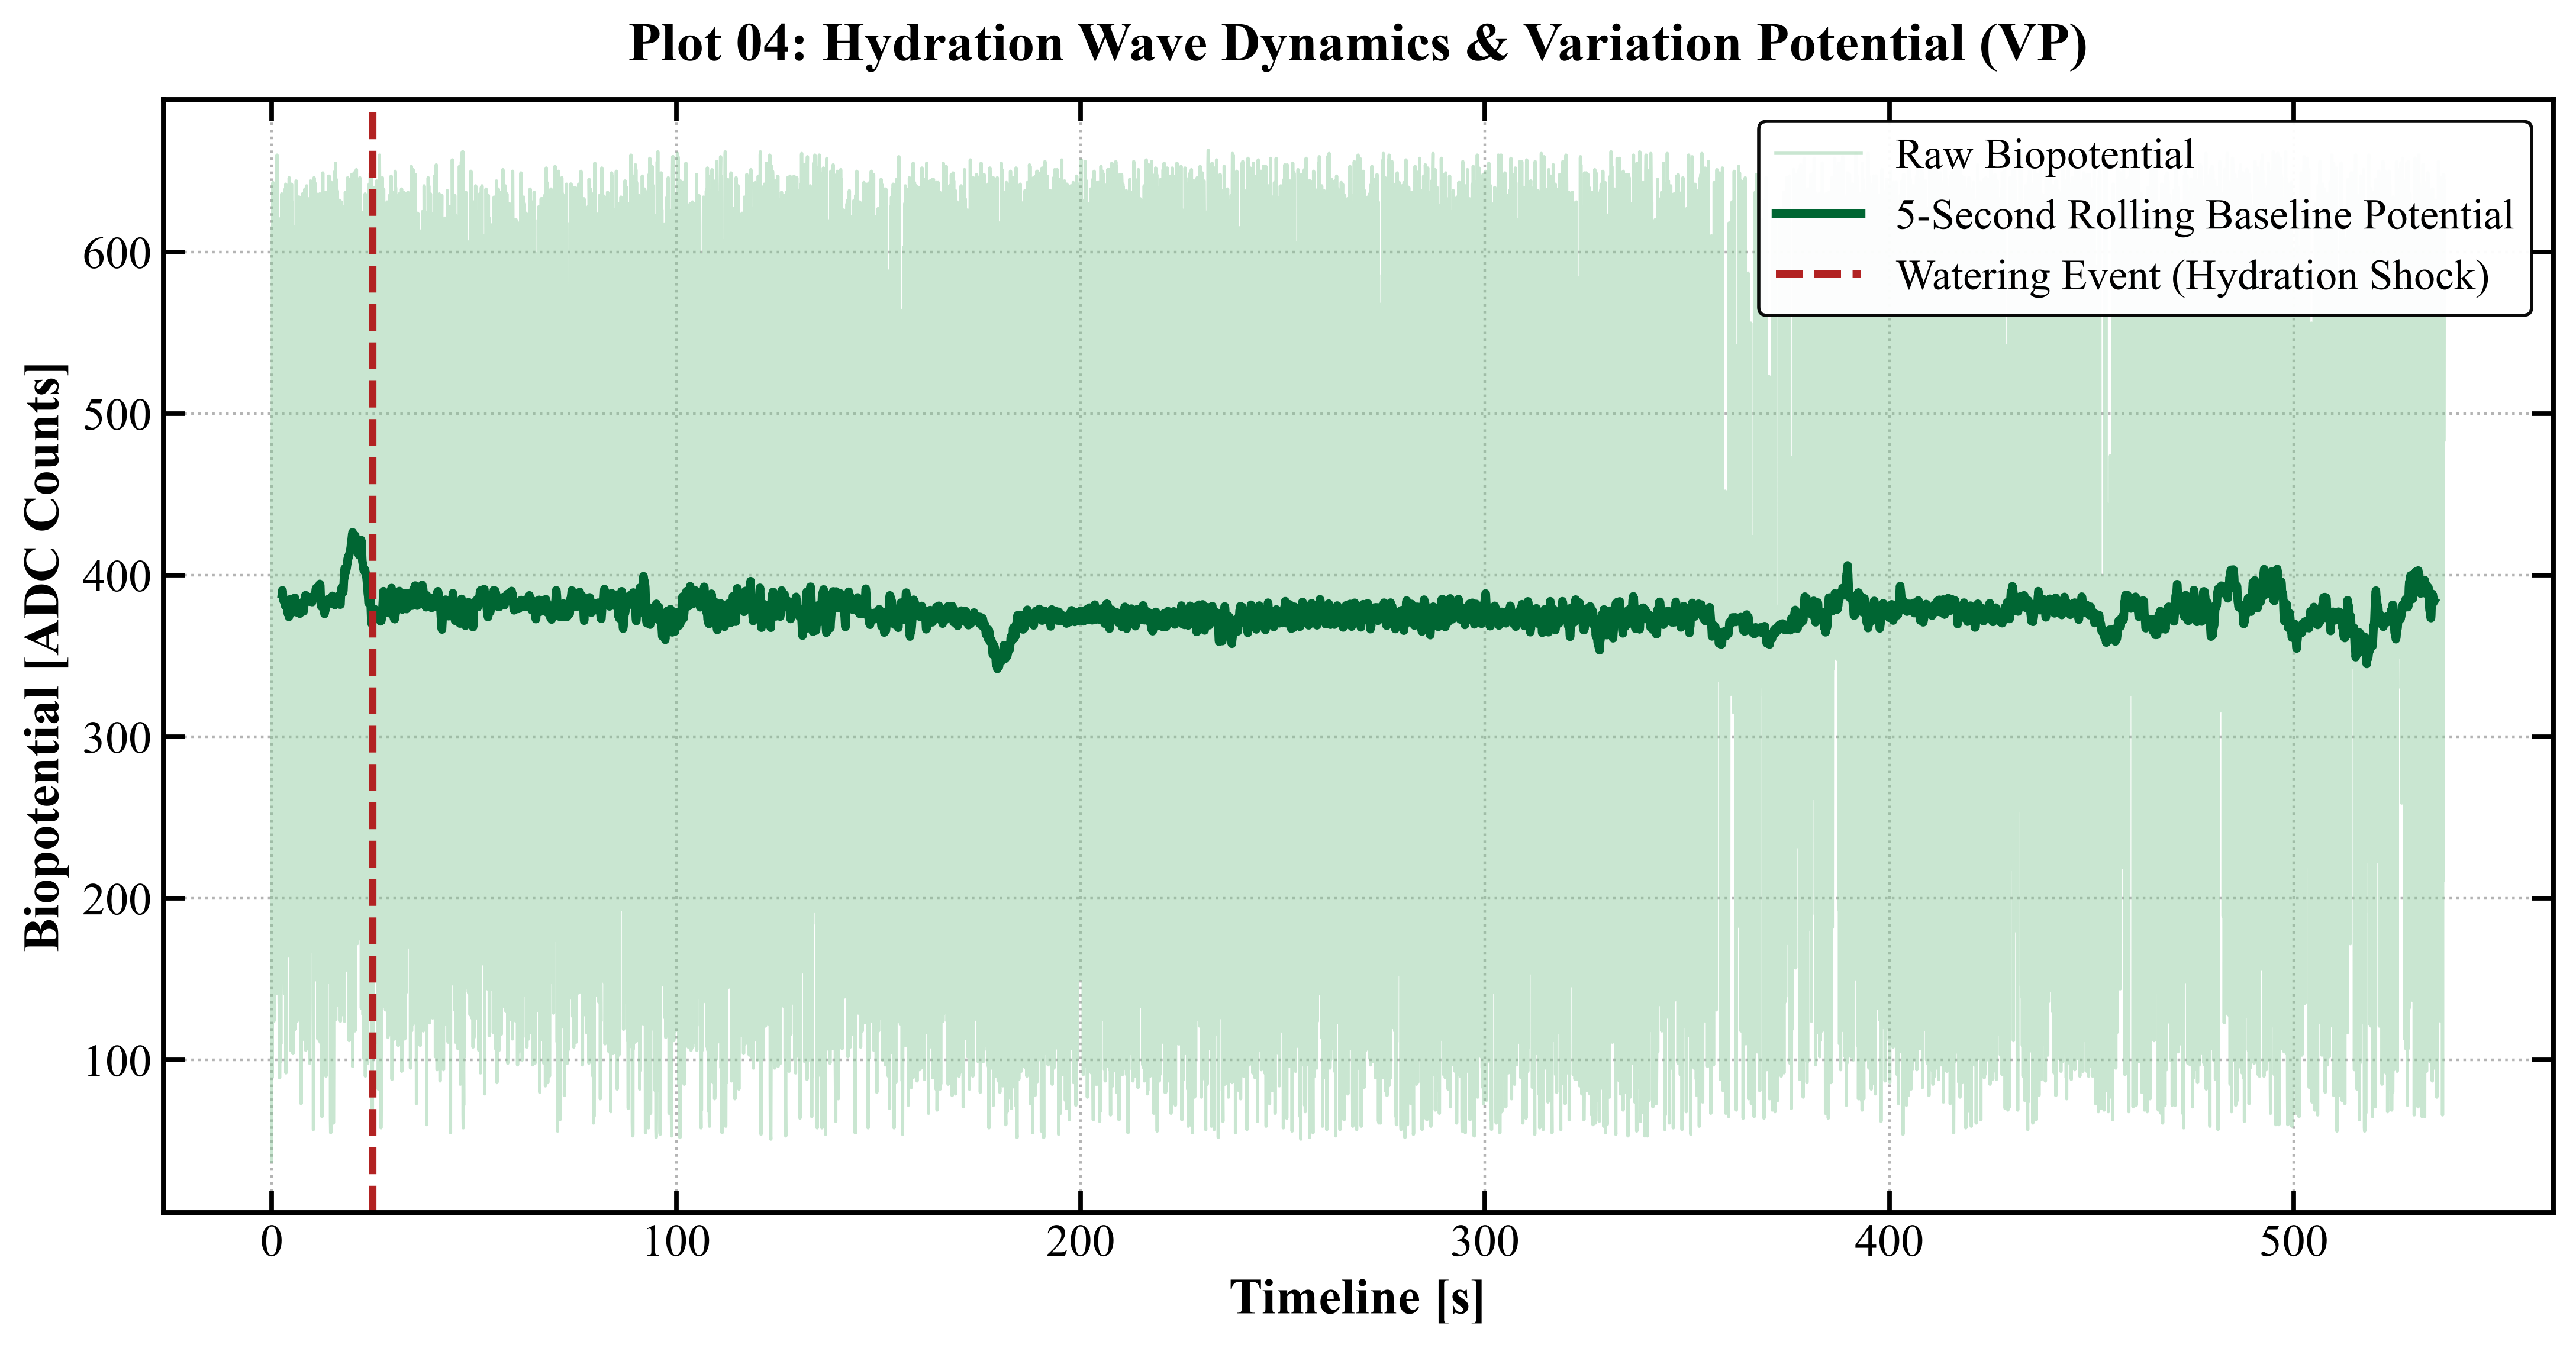 Plot 04: Hydration Wave Dynamics & Variation Potential (VP)
Raw Biopotential
5-Second Rolling Baseline Potential
Watering Event (Hydration Shock)
Biopotential [ADC Counts]
600
500
400
300
200
100
0 100 200 300 400 500
Timeline [s]